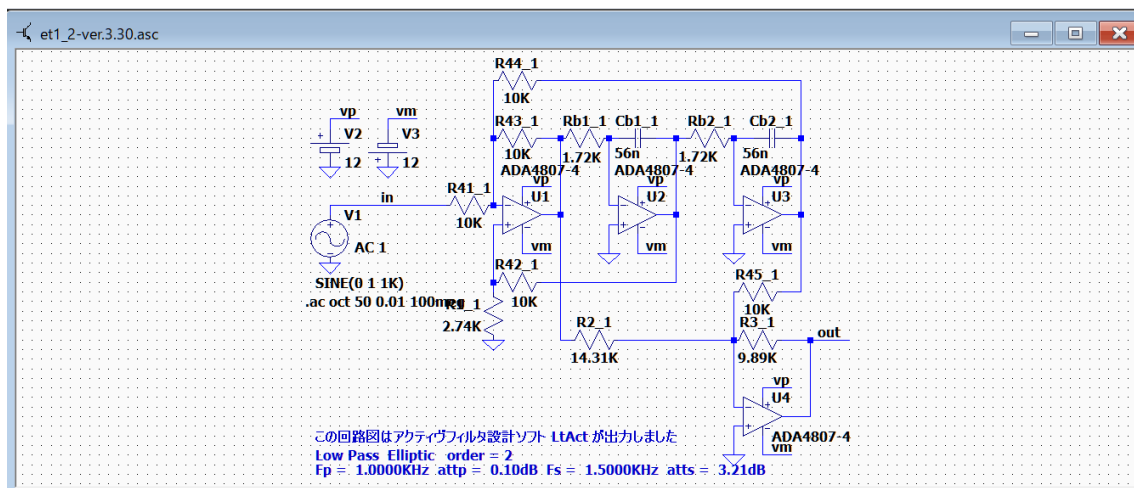 et1_2-ver.3.30.asc
R44_1
10K
vp
vm
R43_1
Rb1_1
Cb1_1
Rb2_1
Cb2_1
V2
V3
10K
1.72K
56n
1.72K
56n
12
12
ADA4807-4
ADA4807-4
ADA4807-4
vp
vp
vp
in
R41_1
U1
U2
U3
10K
V1
AC 1
vm
vm
vm
SINE(0 1 1K)
R42_1
R45_1
.ac oct 50 0.01 100meg
R1_1
10K
10K
2.74K
R2_1
R3_1
out
14.31K
9.89K
vp
U4
ADA4807-4
vm
この回路図はアクティヴフィルタ設計ソフト LtAct が出力しました
Low Pass Elliptic order = 2
Fp = 1.0000KHz attp = 0.10dB Fs = 1.5000KHz atts = 3.21dB